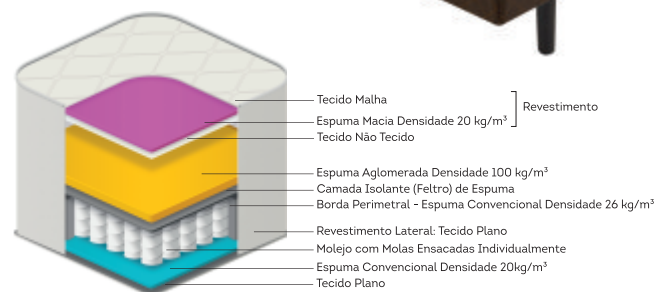 Tecido Malha
Revestimento
Espuma Macia Densidade 20 kg/m³
Tecido Não Tecido
Espuma Aglomerada Densidade 100 kg/m³
Camada Isolante (Feltro) de Espuma
Borda Perimetral - Espuma Convencional Densidade 26 kg/m³
Revestimento Lateral: Tecido Plano
Molejo com Molas Ensacadas Individualmente
Espuma Convencional Densidade 20kg/m³
Tecido Plano